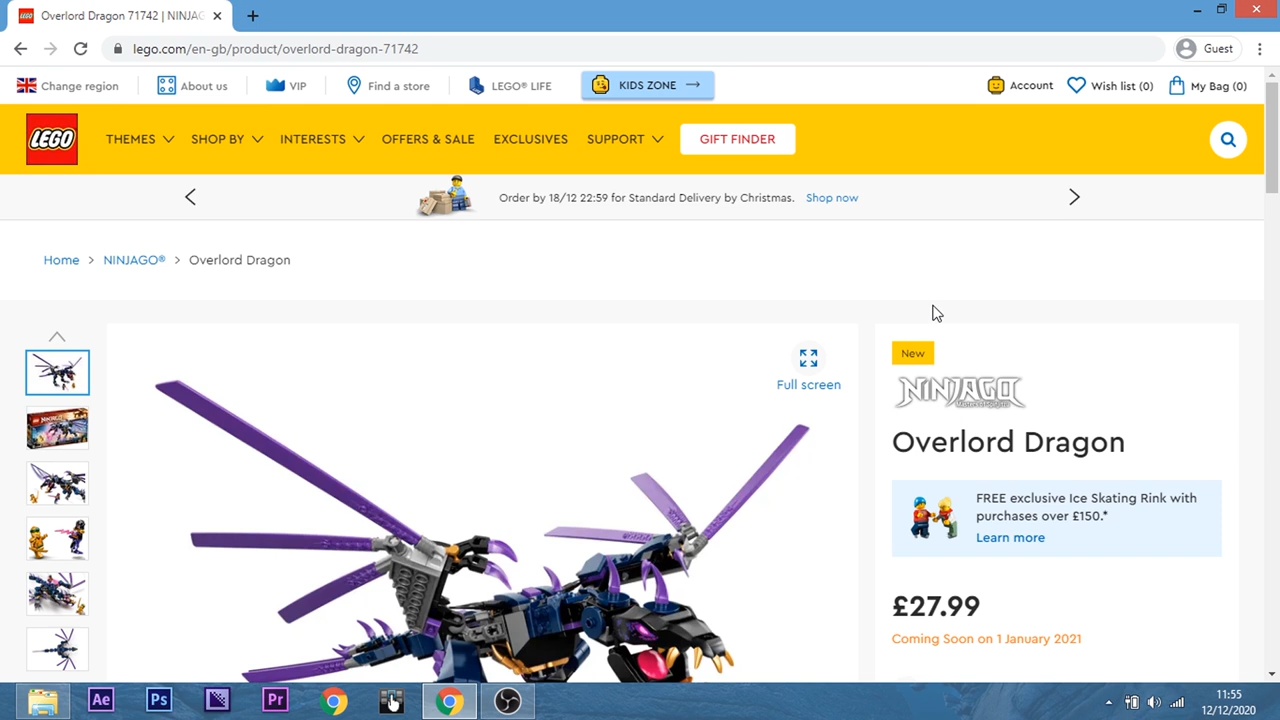 Overlord Dragon 71742 | NINJAG
lego.com/en-gb/product/overlord-dragon-71742
Guest
Change region
About us
VIP
Find a store
LEGO® LIFE
KIDS ZONE
Account
Wish list (0)
My Bag (0)
LEGO
THEMES
SHOP BY
INTERESTS
OFFERS & SALE
EXCLUSIVES
SUPPORT
GIFT FINDER
Order by 18/12 22:59 for Standard Delivery by Christmas. Shop now
Home > NINJAGO® > Overlord Dragon
Full screen
New
NINJAGO
Masters of Spinjitzu
Overlord Dragon
FREE exclusive Ice Skating Rink with
purchases over £150.*
Learn more
£27.99
Coming Soon on 1 January 2021
Ae
Ps
Pr
11:55
12/12/2020